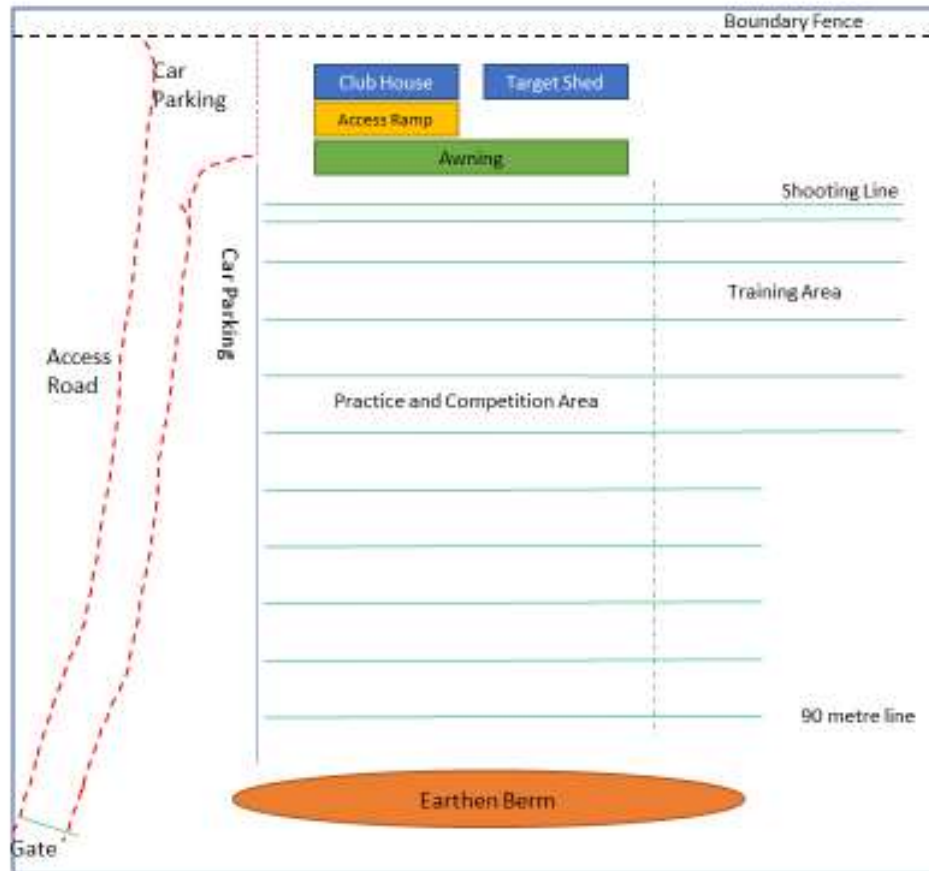 Boundary Fence
Car
Parking
Club House
Target Shed
Access Ramp
Awning
Shooting Line
Car Parking
Training Area
Access
Road
Practice and Competition Area
90 metre line
Earthen Berm
Gate